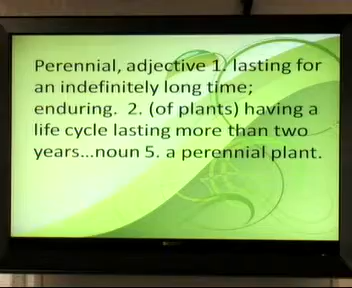 Perennial, adjective 1. lasting for
an indefinitely long time;
enduring.  2. (of plants) having a
life cycle lasting more than two
years...noun 5. a perennial plant.